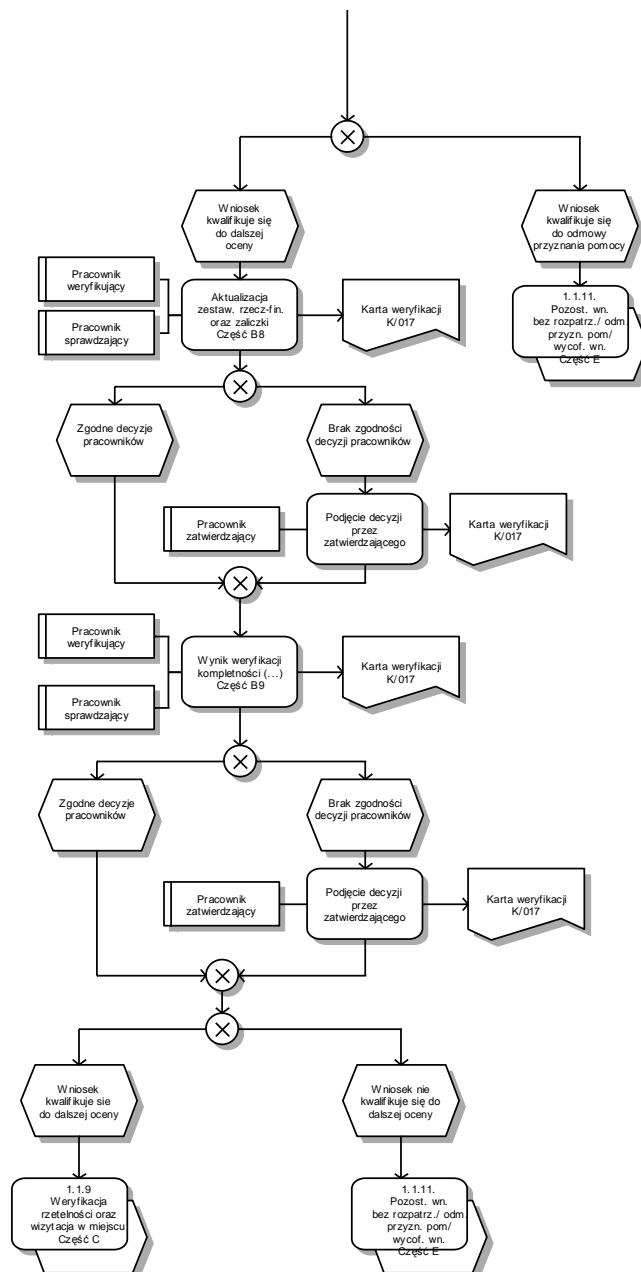 Wniosek
kwalifikuje się
do dalszej
oceny
Wniosek
kwalifikuje się
do odmowy
przyznania pomocy
Pracownik
weryfikujący
Pracownik
sprawdzający
Aktualizacja
zestaw. rzecz-fin.
oraz zaliczki
Część B8
Karta weryfikacji
K/017
1.1.11.
Pozost. wn.
bez rozpatrz./ odm.
przyzn. pom/
wycof. wn.
Część E
Zgodne decyzje
pracowników
Brak zgodności
decyzji pracowników
Pracownik
zatwierdzający
Podjęcie decyzji
przez
zatwierdzającego
Karta weryfikacji
K/017
Pracownik
weryfikujący
Pracownik
sprawdzający
Wynik weryfikacji
kompletności (...)
Część B9
Karta weryfikacji
K/017
Zgodne decyzje
pracowników
Brak zgodności
decyzji pracowników
Pracownik
zatwierdzający
Podjęcie decyzji
przez
zatwierdzającego
Karta weryfikacji
K/017
Wniosek
kwalifikuje sie
do dalszej oceny
Wniosek nie
kwalifikuje się do
dalszej oceny
1.1.9
Weryfikacja
rzetelności oraz
wizytacja w miejscu
Część C
1.1.11.
Pozost. wn.
bez rozpatrz./ odm.
przyzn. pom/
wycof. wn.
Część E